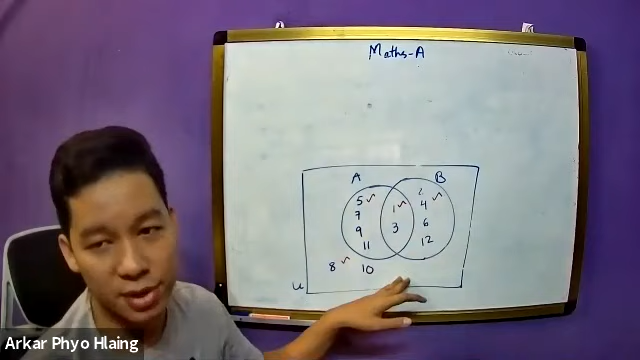 Maths-A
A B
2
5 ✓ 1 ✓ 4 ✓
7
9 3 6
11 12
8 ✓ 10
u
Arkar Phyo Hlaing